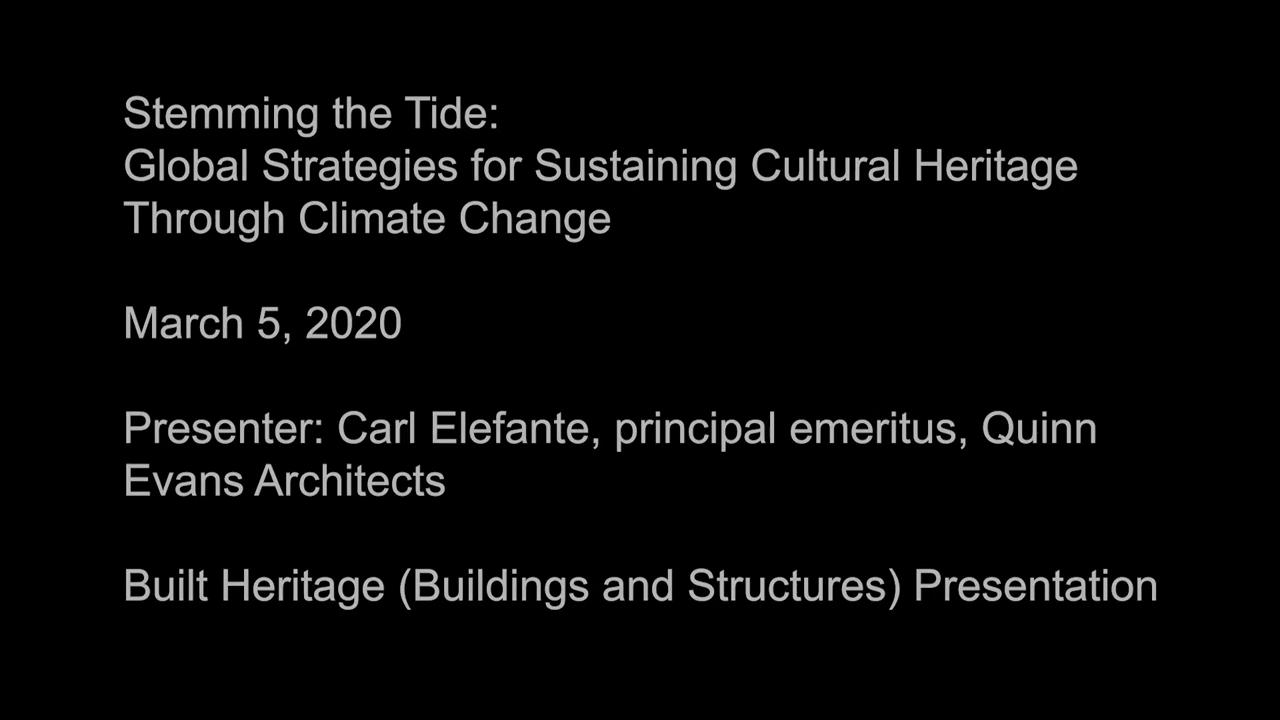 Stemming the Tide:
Global Strategies for Sustaining Cultural Heritage
Through Climate Change
March 5, 2020
Presenter: Carl Elefante, principal emeritus, Quinn
Evans Architects
Built Heritage (Buildings and Structures) Presentation